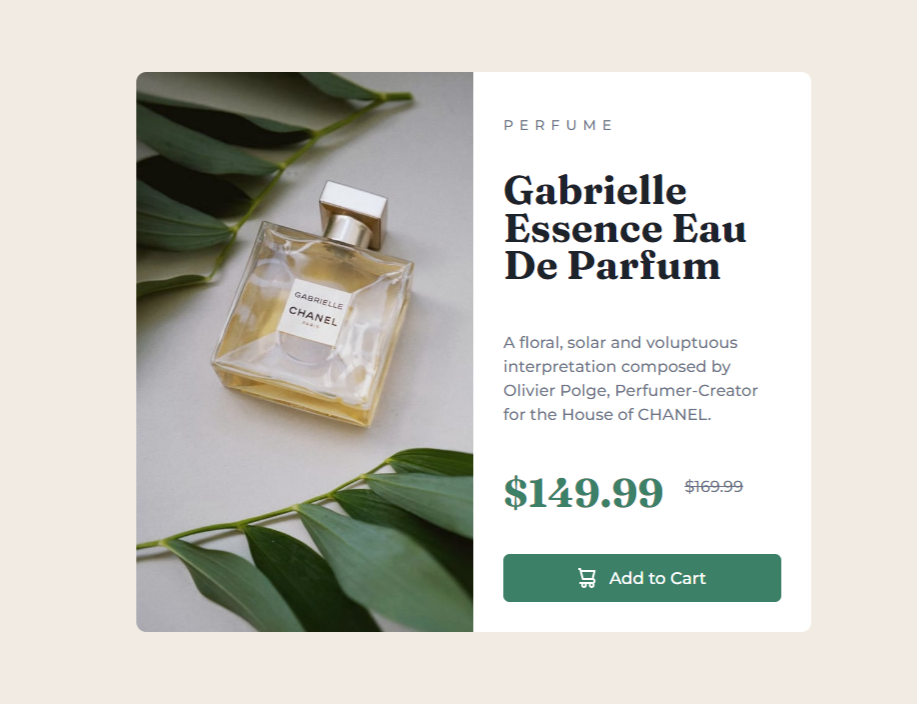 GABRIELLE
CHANEL
PARIS
PERFUME
Gabrielle
Essence Eau
De Parfum
A floral, solar and voluptuous
interpretation composed by
Olivier Polge, Perfumer-Creator
for the House of CHANEL.
$149.99 $169.99
Add to Cart